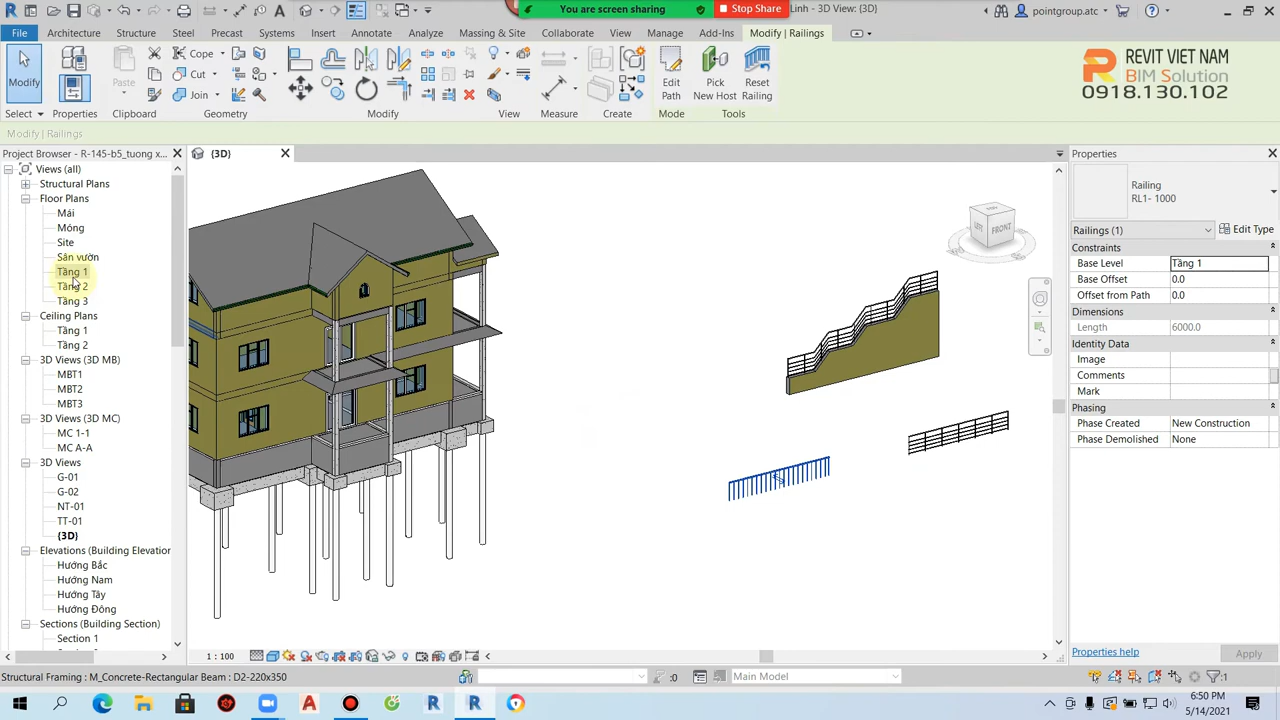 You are screen sharing
Stop Share
Linh - 3D View: {3D}
pointgroup.atc
File
Architecture
Structure
Steel
Precast
Systems
Insert
Annotate
Analyze
Massing & Site
Collaborate
View
Manage
Add-Ins
Modify | Railings
Modify
Paste
Cope
Cut
Join
Edit
Path
Pick
New Host
Reset
Railing
Select
Properties
Clipboard
Geometry
Modify
View
Measure
Create
Mode
Tools
REVIT VIET NAM
BIM Solution
0918.130.102
Modify | Railings
Project Browser - R-145-b5_tuong x...
{3D}
Properties
Views (all)
Structural Plans
Floor Plans
Mái
Móng
Site
Sân vườn
Tầng 1
Tầng 2
Tầng 3
Ceiling Plans
Tầng 1
Tầng 2
3D Views (3D MB)
MBT1
MBT2
MBT3
3D Views (3D MC)
MC 1-1
MC A-A
3D Views
G-01
G-02
NT-01
TT-01
{3D}
Elevations (Building Elevation
Hướng Bắc
Hướng Nam
Hướng Tây
Hướng Đông
Sections (Building Section)
Section 1
TOP
LEFT
FRONT
Railing
RL1- 1000
Railings (1)
Edit Type
Constraints
Base Level
Tầng 1
Base Offset
0.0
Offset from Path
0.0
Dimensions
Length
6000.0
Identity Data
Image
Comments
Mark
Phasing
Phase Created
New Construction
Phase Demolished
None
Properties help
Apply
1 : 100
Structural Framing : M_Concrete-Rectangular Beam : D2-220x350
:0
Main Model
:1
6:50 PM
5/14/2021